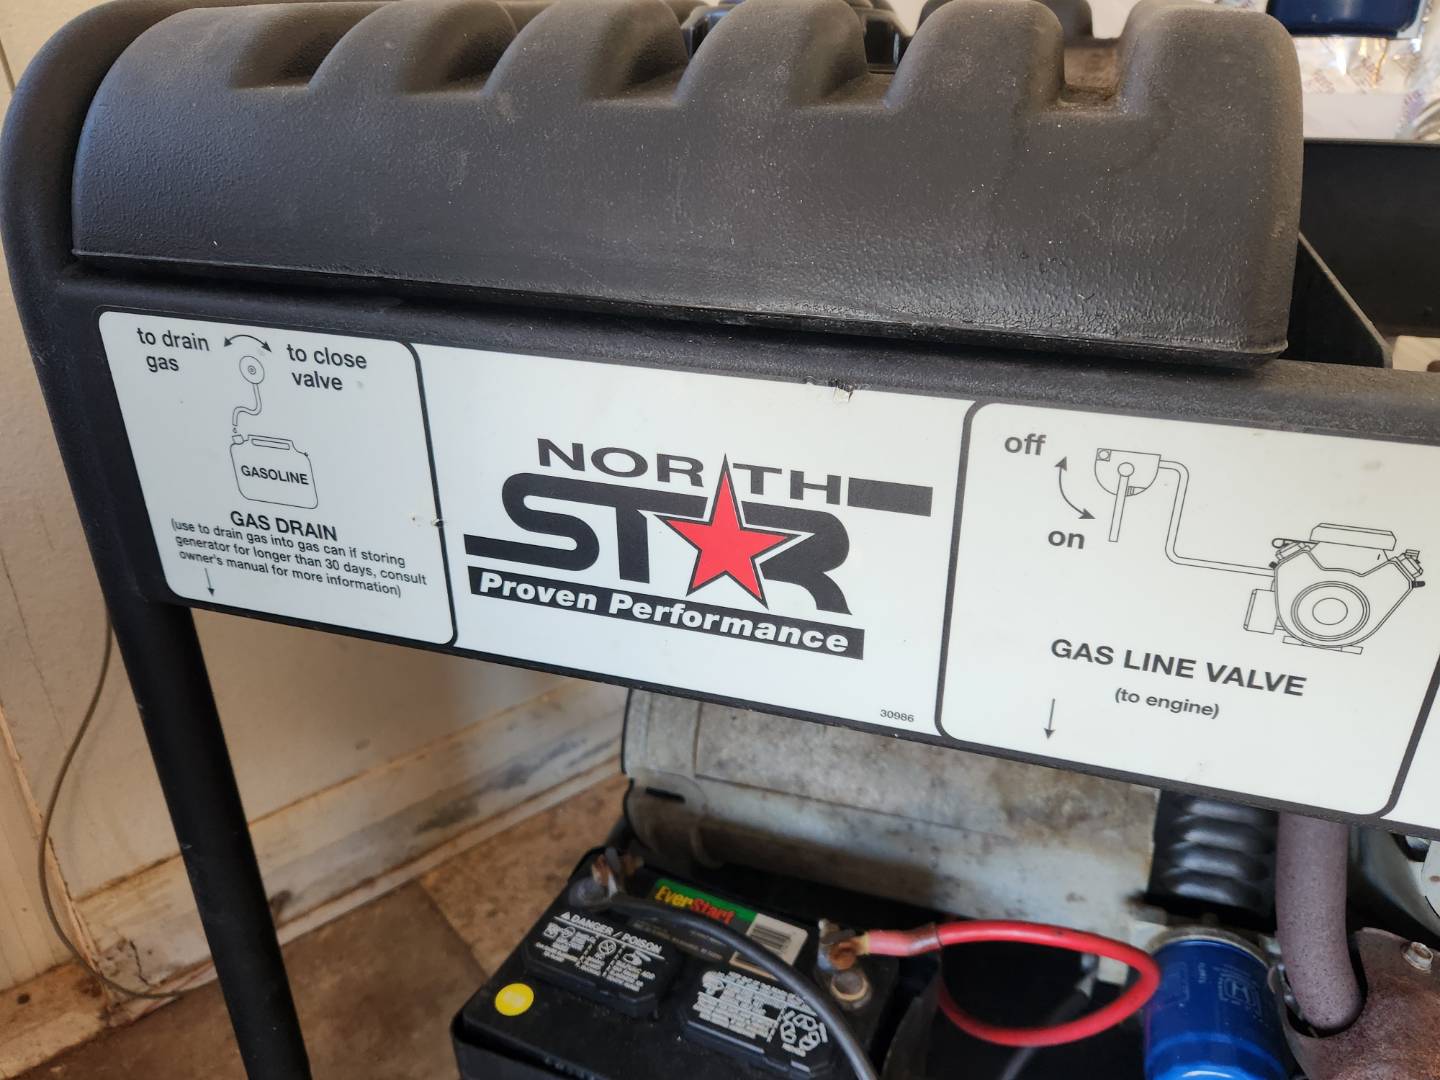 to drain
gas
to close
valve
GASOLINE
GAS DRAIN
(use to drain gas into gas can if storing
generator for longer than 30 days, consult
owner's manual for more information)
NORTH
STAR
Proven Performance
30986
off
on
GAS LINE VALVE
(to engine)
EverStart
DANGER / POISON